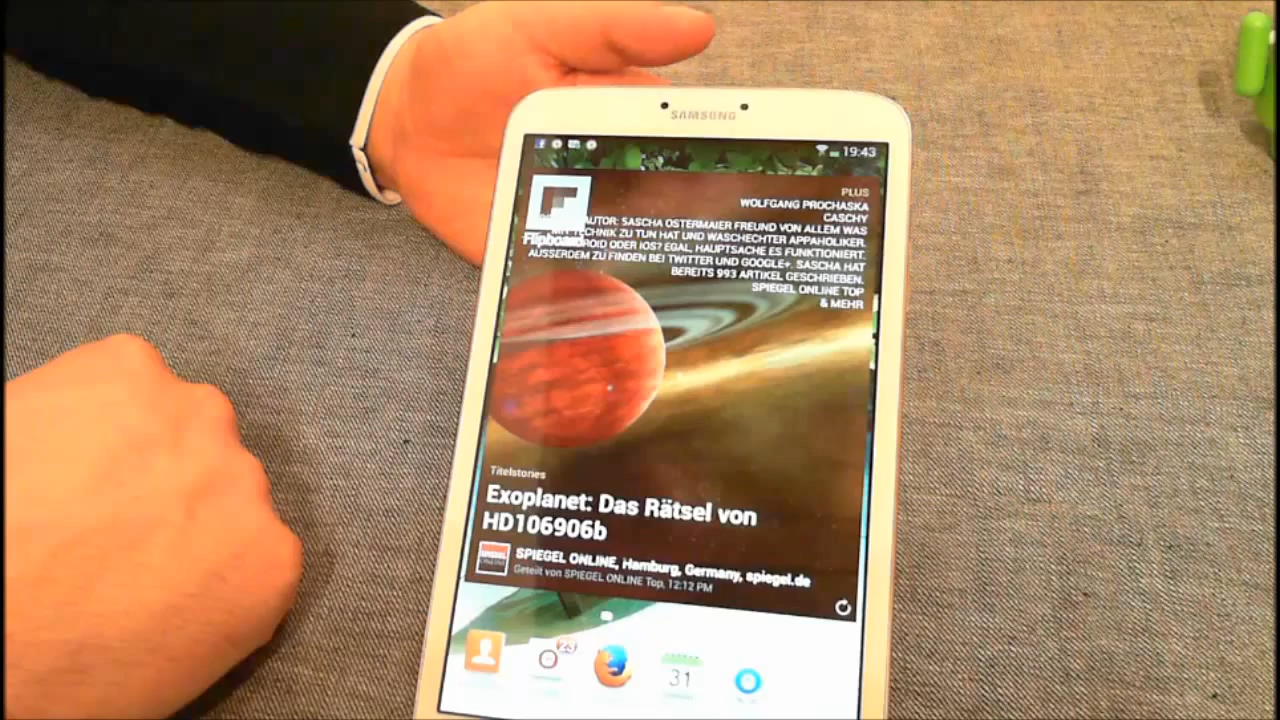 SAMSUNG
19:43
PLUS
WOLFGANG PROCHASKA
CASCHY
AUTOR: SASCHA OSTERMAIER FREUND VON ALLEM WAS
MIT TECHNIK ZU TUN HAT UND WASCHECHTER APPAHOLIKER.
ODER IOS? EGAL, HAUPTSACHE ES FUNKTIONIERT.
AUSSERDEM ZU FINDEN BEI TWITTER UND GOOGLE+. SASCHA HAT
BEREITS 993 ARTIKEL GESCHRIEBEN.
SPIEGEL ONLINE TOP
& MEHR
Flipboard
Titelstories
Exoplanet: Das Rätsel von
HD106906b
SPIEGEL ONLINE, Hamburg, Germany, spiegel.de
Geteilt von SPIEGEL ONLINE Top, 12:12 PM
23
31